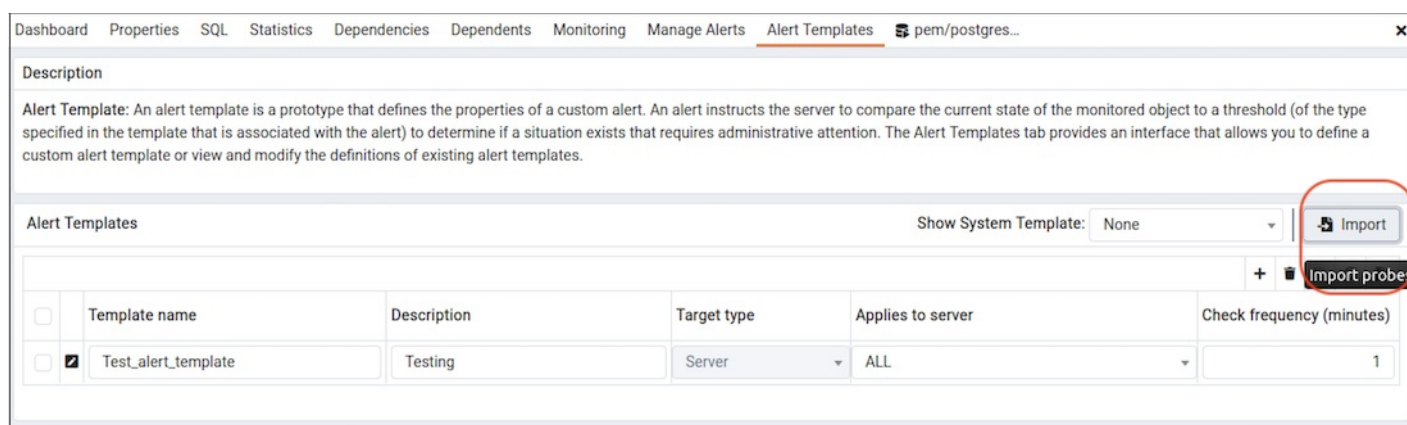 Dashboard Properties SQL Statistics Dependencies Dependents Monitoring Manage Alerts Alert Templates pem/postgres...
Description
Alert Template: An alert template is a prototype that defines the properties of a custom alert. An alert instructs the server to compare the current state of the monitored object to a threshold (of the type
specified in the template that is associated with the alert) to determine if a situation exists that requires administrative attention. The Alert Templates tab provides an interface that allows you to define a
custom alert template or view and modify the definitions of existing alert templates.
Alert Templates Show System Template: None Import
Import probes
Template name Description Target type Applies to server Check frequency (minutes)
Test_alert_template Testing Server ALL 1